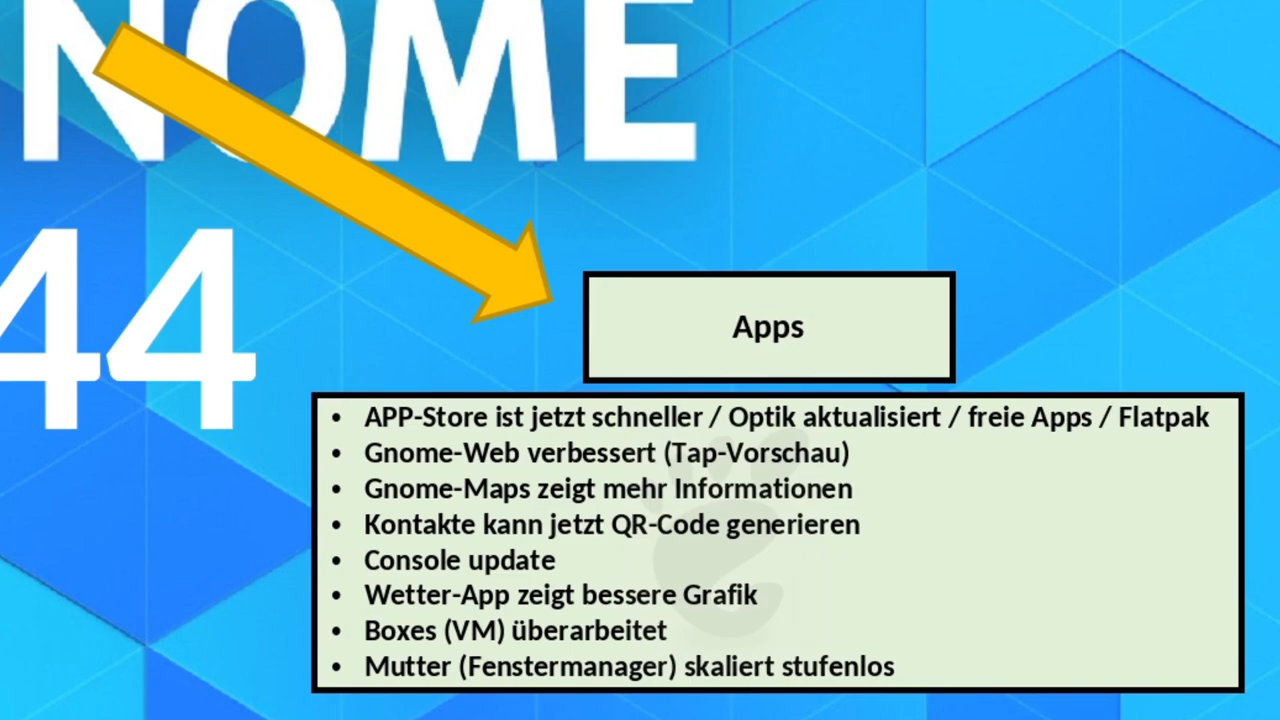 NOME
44
Apps
• APP-Store ist jetzt schneller / Optik aktualisiert / freie Apps / Flatpak
• Gnome-Web verbessert (Tap-Vorschau)
• Gnome-Maps zeigt mehr Informationen
• Kontakte kann jetzt QR-Code generieren
• Console update
• Wetter-App zeigt bessere Grafik
• Boxes (VM) überarbeitet
• Mutter (Fenstermanager) skaliert stufenlos